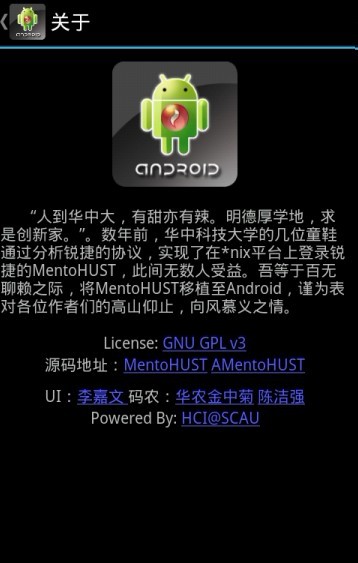 关于
ANDROID
“人到华中大，有甜亦有辣。明德厚学地，求
是创新家。”。数年前，华中科技大学的几位童鞋
通过分析锐捷的协议，实现了在*nix平台上登录锐
捷的MentoHUST，此间无数人受益。吾等于百无
聊赖之际，将MentoHUST移植至Android，谨为表
对各位作者们的高山仰止，向风慕义之情。
License: GNU GPL v3
源码地址：MentoHUST AMentoHUST
UI：李嘉文 码农：华农金中菊 陈洁强
Powered By: HCI@SCAU